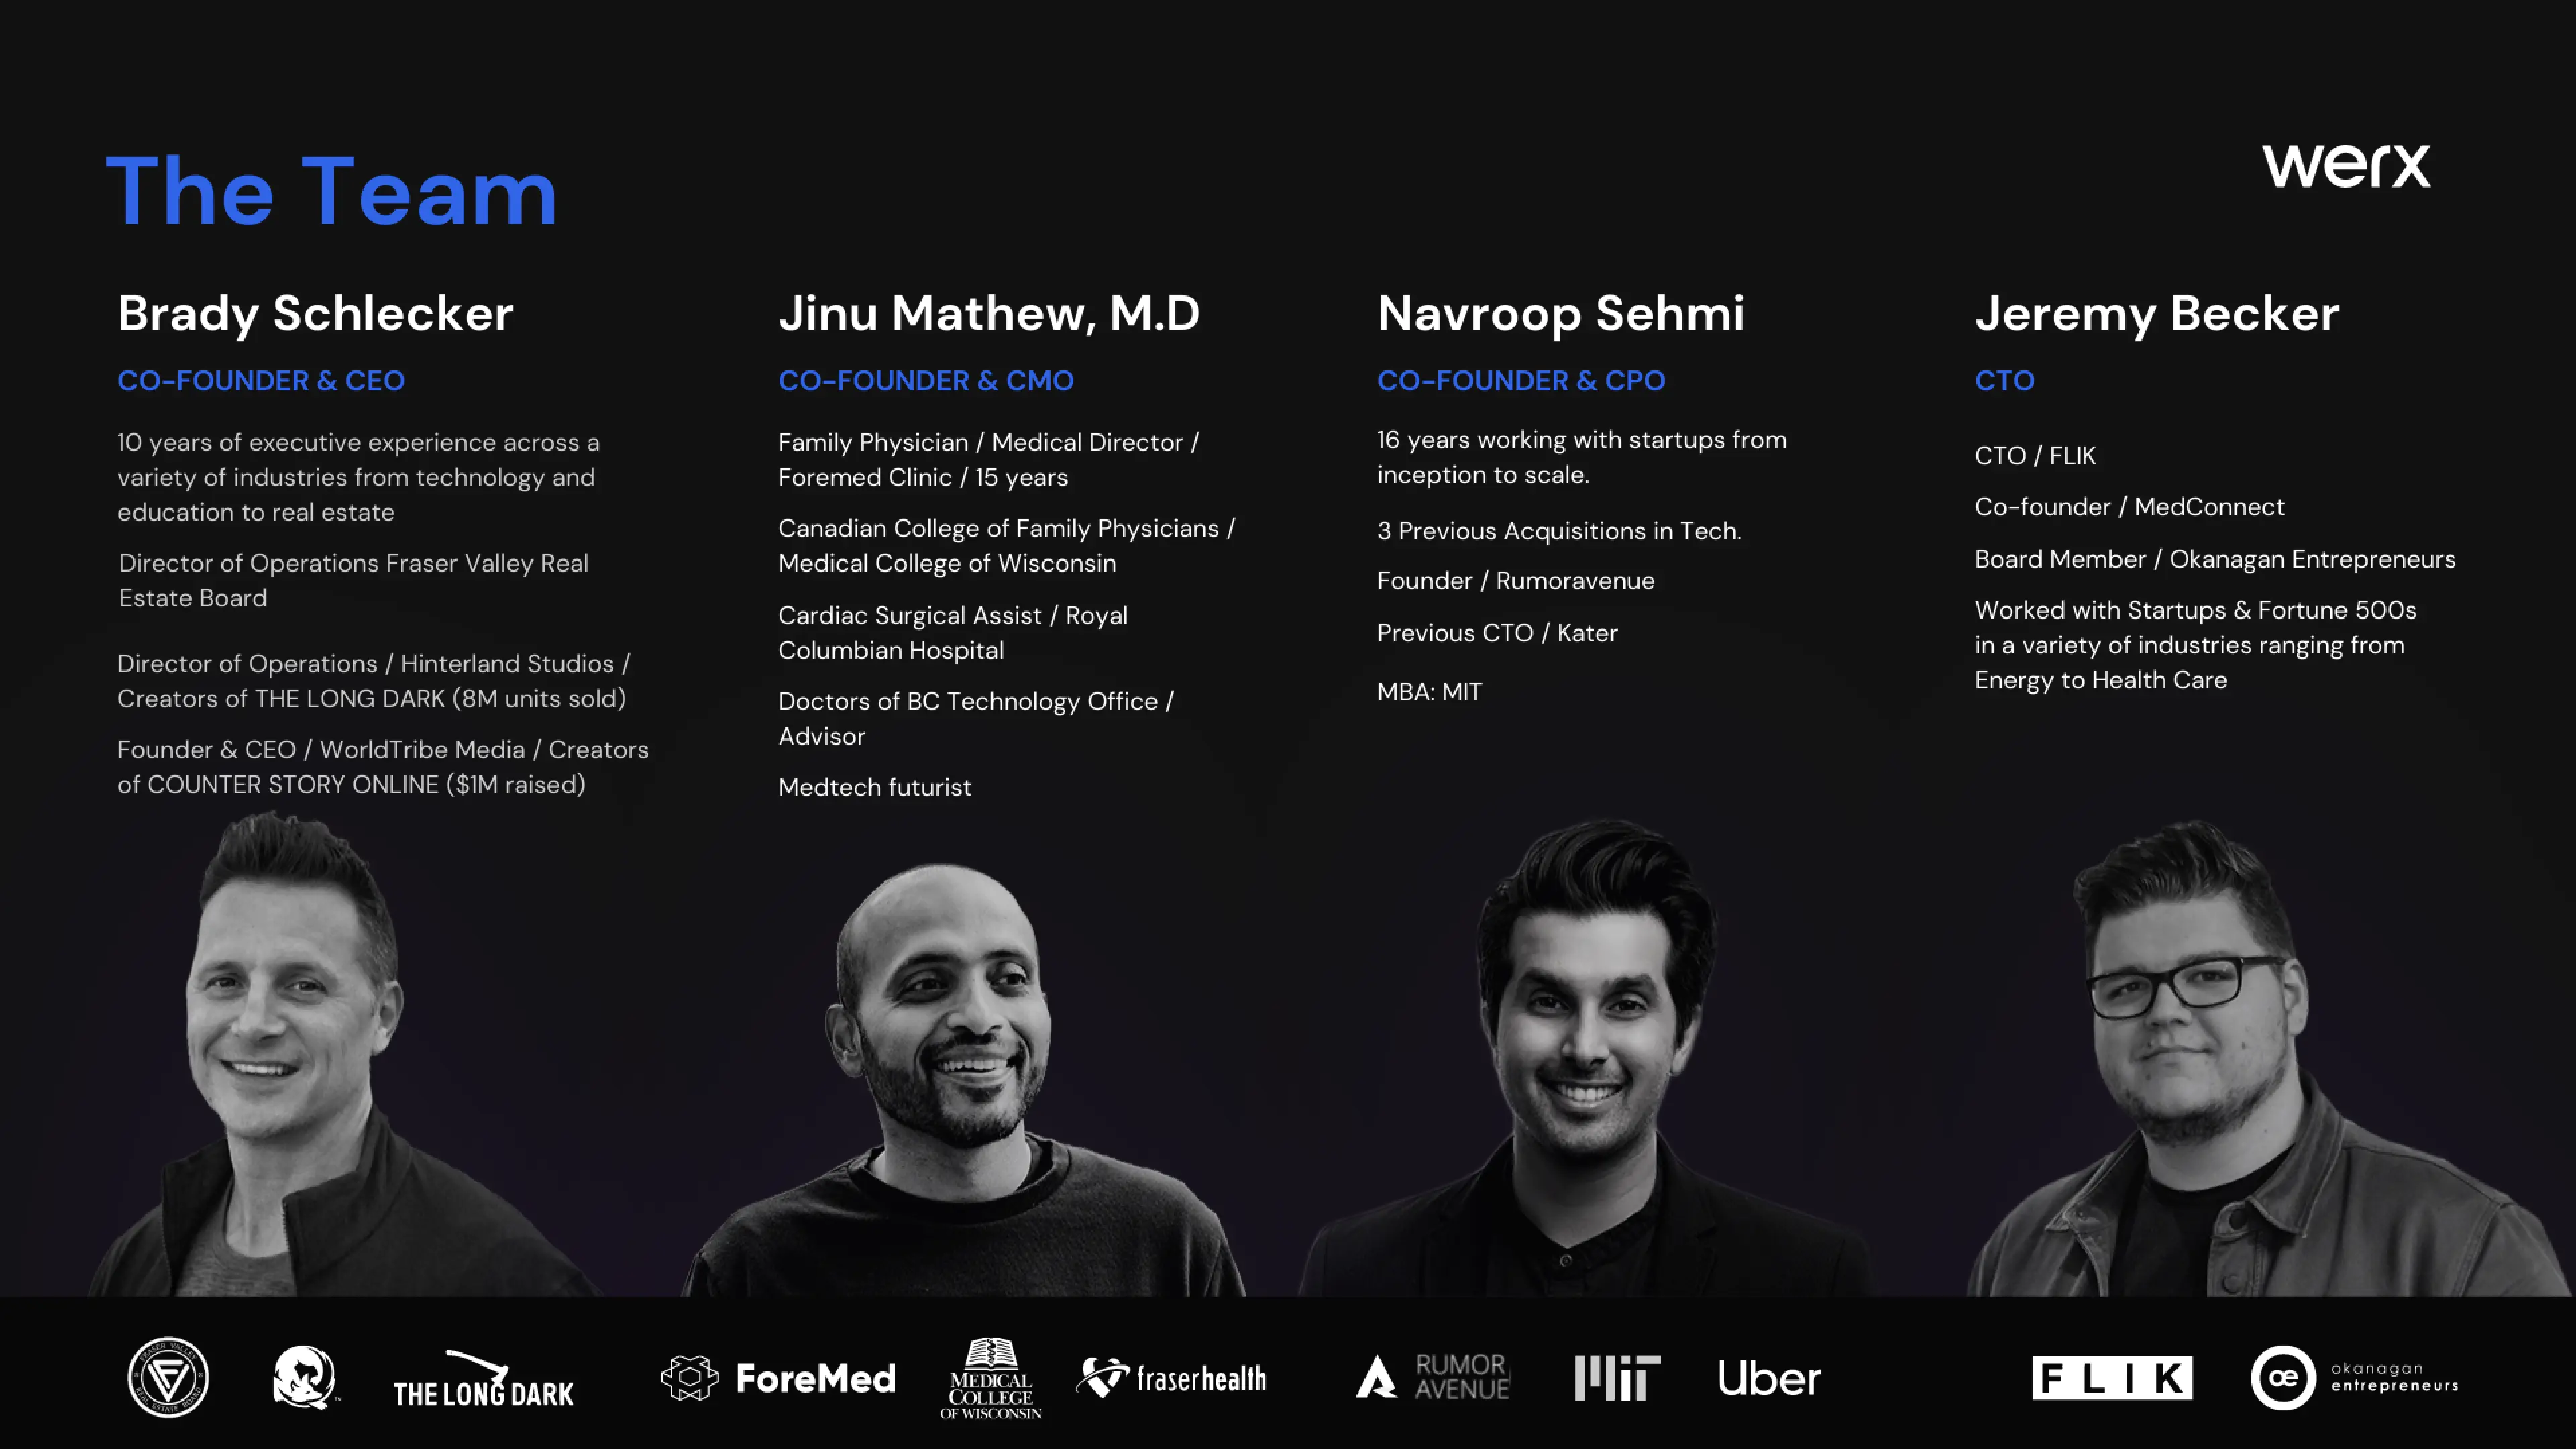 The Team
werx
Brady Schlecker
CO-FOUNDER & CEO
10 years of executive experience across a
variety of industries from technology and
education to real estate
Director of Operations Fraser Valley Real
Estate Board
Director of Operations / Hinterland Studios /
Creators of THE LONG DARK (8M units sold)
Founder & CEO / WorldTribe Media / Creators
of COUNTER STORY ONLINE ($1M raised)
Jinu Mathew, M.D
CO-FOUNDER & CMO
Family Physician / Medical Director /
Foremed Clinic / 15 years
Canadian College of Family Physicians /
Medical College of Wisconsin
Cardiac Surgical Assist / Royal
Columbian Hospital
Doctors of BC Technology Office /
Advisor
Medtech futurist
Navroop Sehmi
CO-FOUNDER & CPO
16 years working with startups from
inception to scale.
3 Previous Acquisitions in Tech.
Founder / Rumoravenue
Previous CTO / Kater
MBA: MIT
Jeremy Becker
CTO
CTO / FLIK
Co-founder / MedConnect
Board Member / Okanagan Entrepreneurs
Worked with Startups & Fortune 500s
in a variety of industries ranging from
Energy to Health Care
FRASER VALLEY
REAL ESTATE BOARD
THE LONG DARK
ForeMed
MEDICAL
COLLEGE
OF WISCONSIN
fraserhealth
RUMOR
AVENUE
MIT
Uber
FLIK
oe
okanagan
entrepreneurs